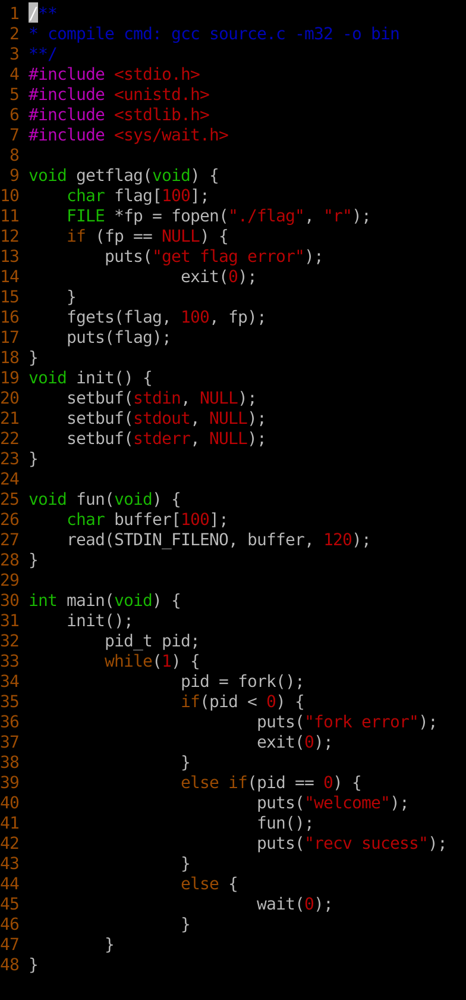 1 /**
2 * compile cmd: gcc source.c -m32 -o bin
3 **/
4 #include <stdio.h>
5 #include <unistd.h>
6 #include <stdlib.h>
7 #include <sys/wait.h>
8
9 void getflag(void) {
10     char flag[100];
11     FILE *fp = fopen("./flag", "r");
12     if (fp == NULL) {
13         puts("get flag error");
14                 exit(0);
15     }
16     fgets(flag, 100, fp);
17     puts(flag);
18 }
19 void init() {
20     setbuf(stdin, NULL);
21     setbuf(stdout, NULL);
22     setbuf(stderr, NULL);
23 }
24
25 void fun(void) {
26     char buffer[100];
27     read(STDIN_FILENO, buffer, 120);
28 }
29
30 int main(void) {
31     init();
32         pid_t pid;
33         while(1) {
34                 pid = fork();
35                 if(pid < 0) {
36                         puts("fork error");
37                         exit(0);
38                 }
39                 else if(pid == 0) {
40                         puts("welcome");
41                         fun();
42                         puts("recv sucess");
43                 }
44                 else {
45                         wait(0);
46                 }
47         }
48 }